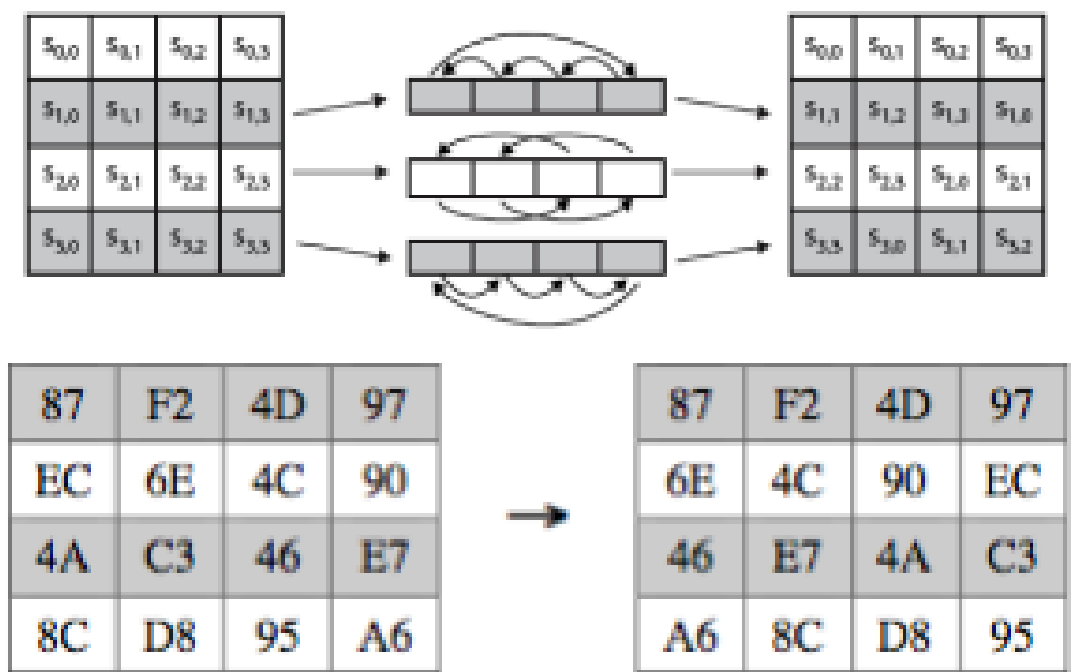 S0,0 S0,1 S0,2 S0,3 S0,0 S0,1 S0,2 S0,3
S1,0 S1,1 S1,2 S1,3 S1,1 S1,2 S1,3 S1,0
S2,0 S2,1 S2,2 S2,3 S2,2 S2,3 S2,0 S2,1
S3,0 S3,1 S3,2 S3,3 S3,3 S3,0 S3,1 S3,2
87 F2 4D 97 87 F2 4D 97
EC 6E 4C 90 6E 4C 90 EC
4A C3 46 E7 46 E7 4A C3
8C D8 95 A6 A6 8C D8 95